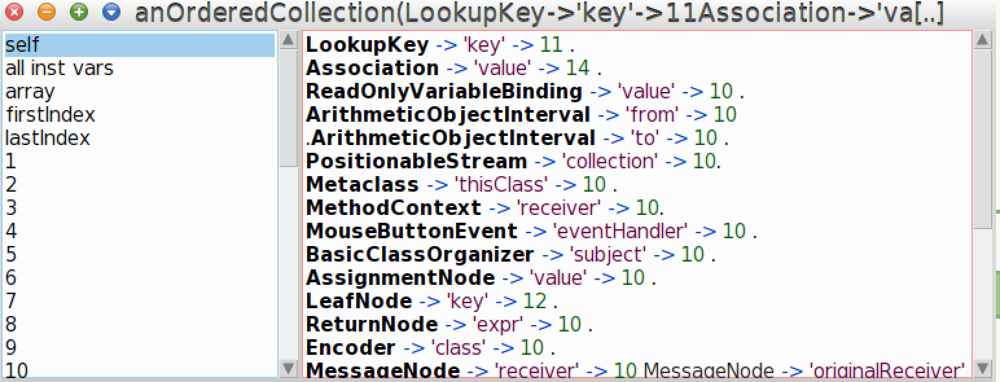 anOrderedCollection(LookupKey->'key'->11Association->'va[..]
self
all inst vars
array
firstIndex
lastIndex
1
2
3
4
5
6
7
8
9
10
LookupKey -> 'key' -> 11 .
Association -> 'value' -> 14 .
ReadOnlyVariableBinding -> 'value' -> 10 .
ArithmeticObjectInterval -> 'from' -> 10
.ArithmeticObjectInterval -> 'to' -> 10 .
PositionableStream -> 'collection' -> 10.
Metaclass -> 'thisClass' -> 10 .
MethodContext -> 'receiver' -> 10.
MouseButtonEvent -> 'eventHandler' -> 10 .
BasicClassOrganizer -> 'subject' -> 10 .
AssignmentNode -> 'value' -> 10 .
LeafNode -> 'key' -> 12 .
ReturnNode -> 'expr' -> 10 .
Encoder -> 'class' -> 10 .
MessageNode -> 'receiver' -> 10 MessageNode -> 'originalReceiver'